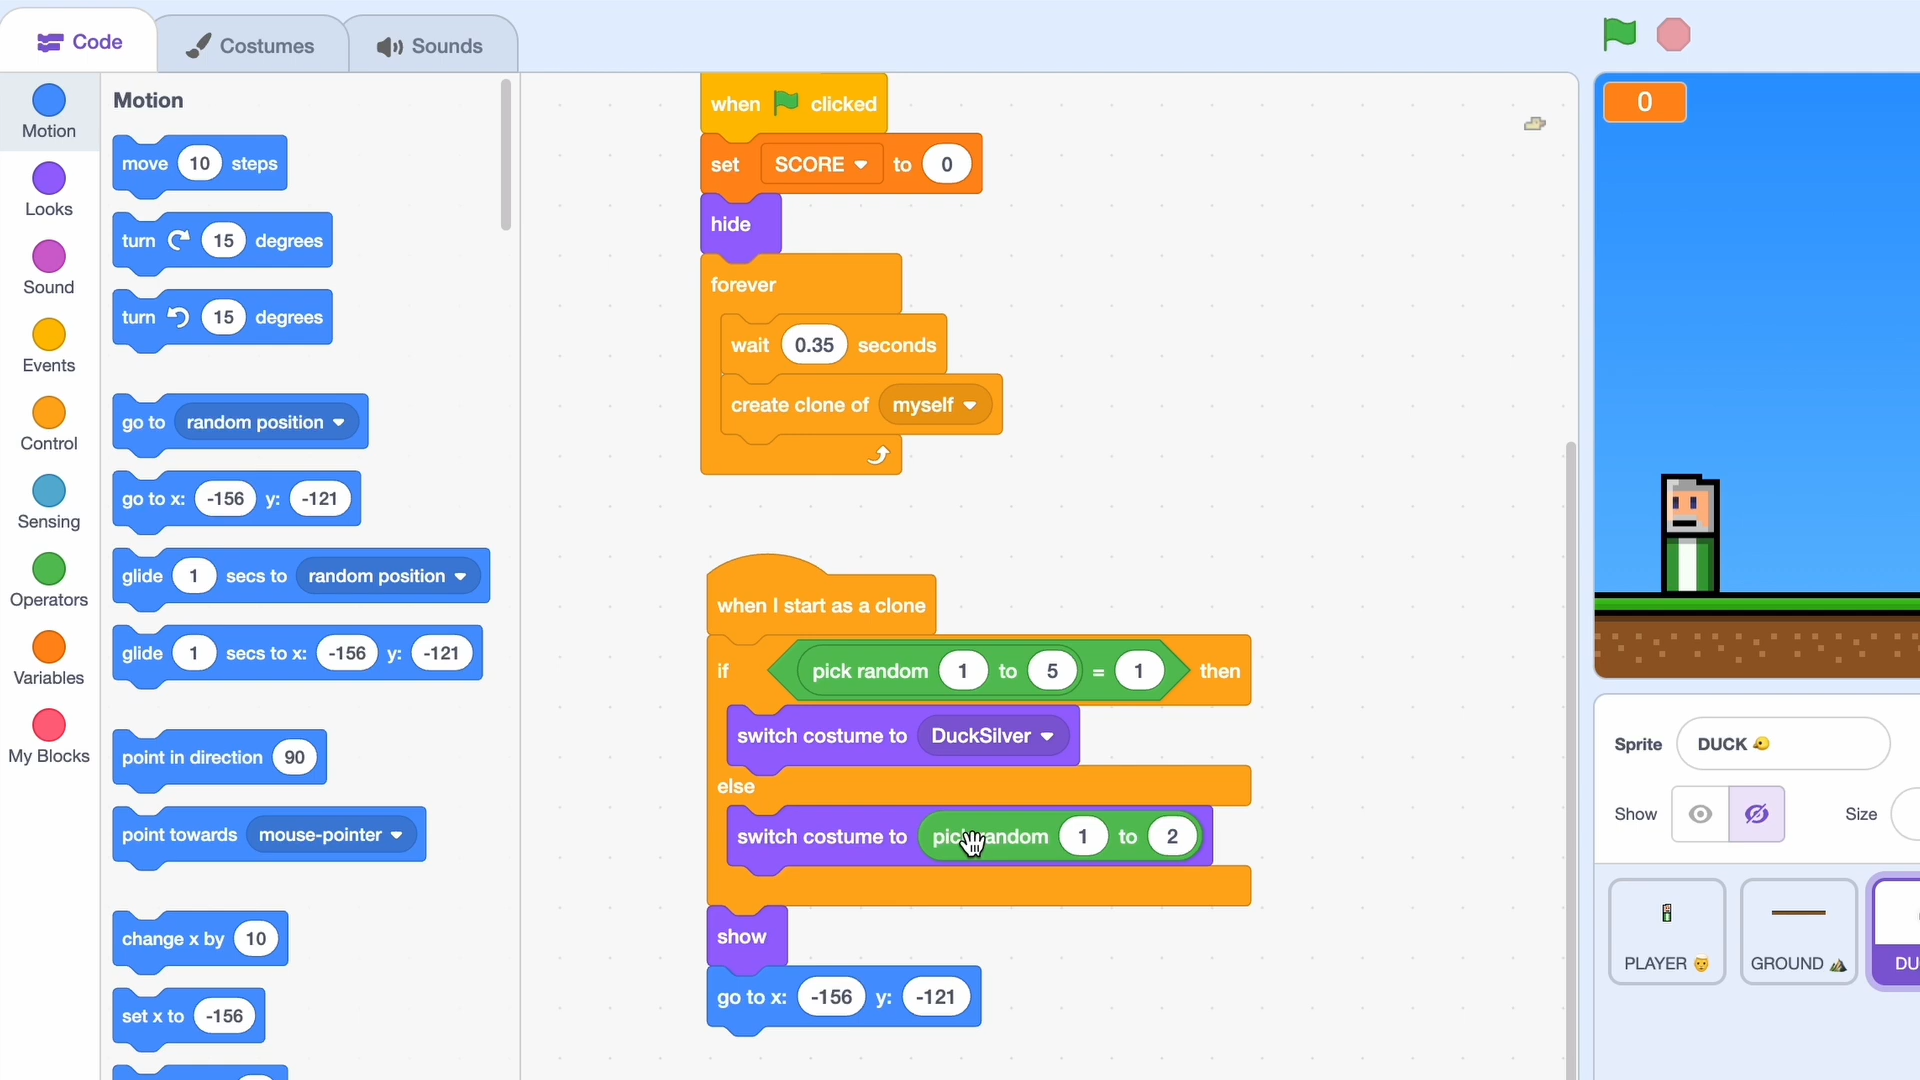 Code
Costumes
Sounds
0
Motion
Looks
Sound
Events
Control
Sensing
Operators
Variables
My Blocks
Motion
move 10 steps
turn 15 degrees
turn 15 degrees
go to random position
go to x: -156 y: -121
glide 1 secs to random position
glide 1 secs to x: -156 y: -121
point in direction 90
point towards mouse-pointer
change x by 10
set x to -156
when clicked
set SCORE to 0
hide
forever
wait 0.35 seconds
create clone of myself
when I start as a clone
if pick random 1 to 5 = 1 then
switch costume to DuckSilver
else
switch costume to pick random 1 to 2
show
go to x: -156 y: -121
Sprite DUCK
Show Size
PLAYER
GROUND
DU